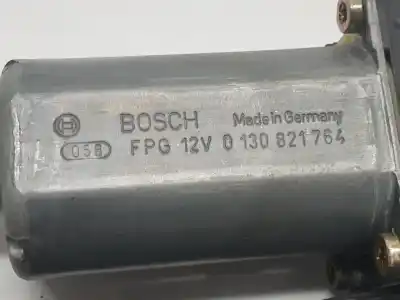 BOSCH Made in Germany
058 FPG 12V 0 130 821 764